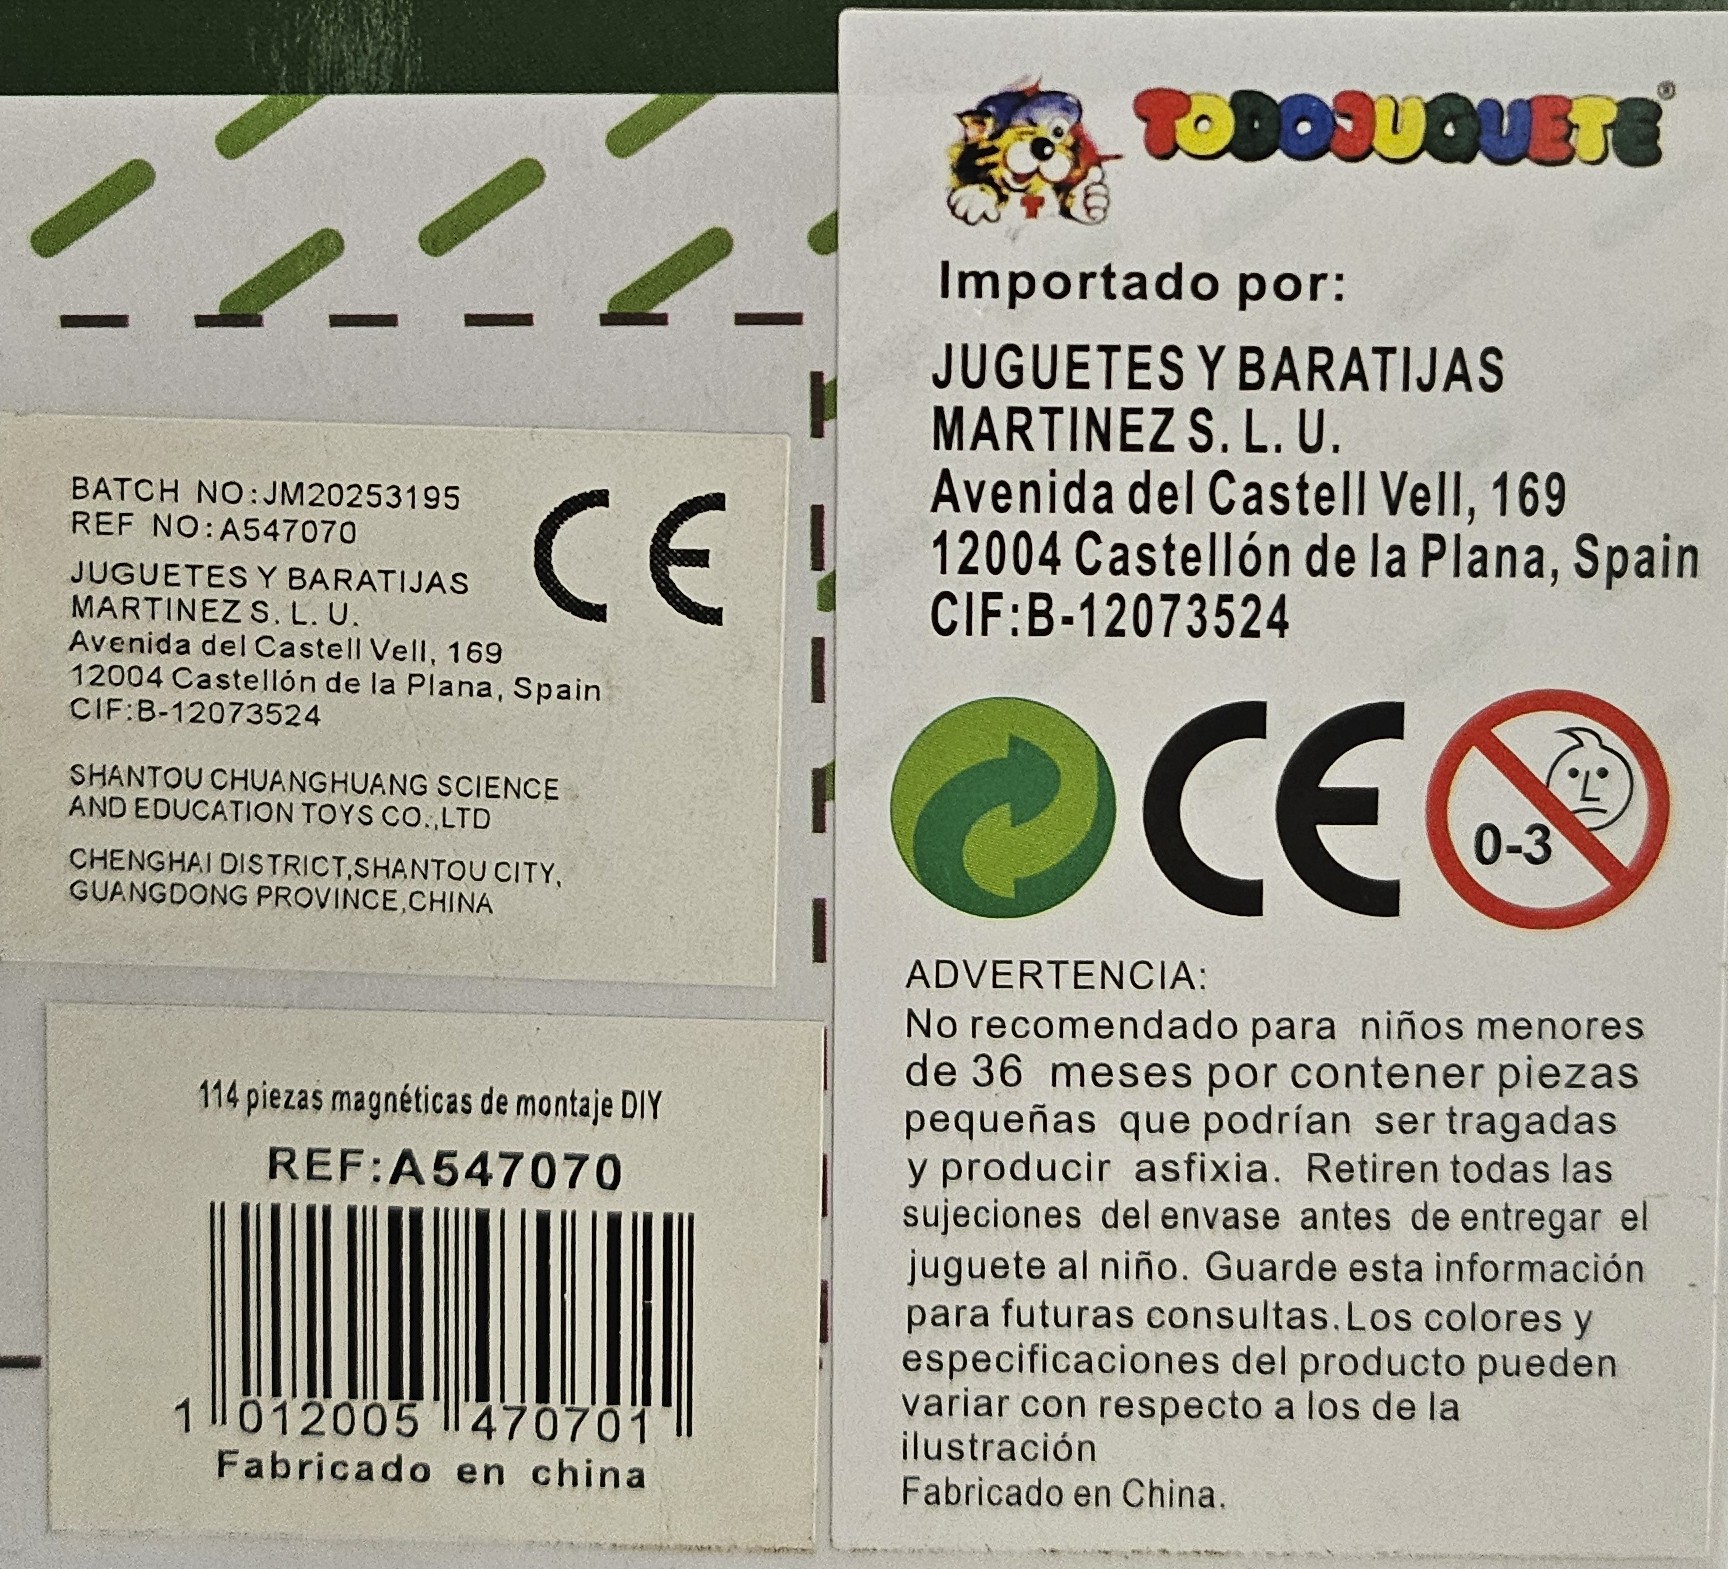 BATCH NO:JM20253195
REF NO:A547070
JUGUETES Y BARATIJAS
MARTINEZ S. L. U.
Avenida del Castell Vell, 169
12004 Castellón de la Plana, Spain
CIF:B-12073524
SHANTOU CHUANGHUANG SCIENCE
AND EDUCATION TOYS CO.,LTD
CHENGHAI DISTRICT,SHANTOU CITY,
GUANGDONG PROVINCE,CHINA
CE
114 piezas magnéticas de montaje DIY
REF:A547070
1 012005 470701
Fabricado en china
TODOJUGUETE®
T
Importado por:
JUGUETES Y BARATIJAS
MARTINEZ S. L. U.
Avenida del Castell Vell, 169
12004 Castellón de la Plana, Spain
CIF:B-12073524
CE
0-3
ADVERTENCIA:
No recomendado para niños menores
de 36 meses por contener piezas
pequeñas que podrían ser tragadas
y producir asfixia. Retiren todas las
sujeciones del envase antes de entregar el
juguete al niño. Guarde esta información
para futuras consultas.Los colores y
especificaciones del producto pueden
variar con respecto a los de la
ilustración
Fabricado en China.